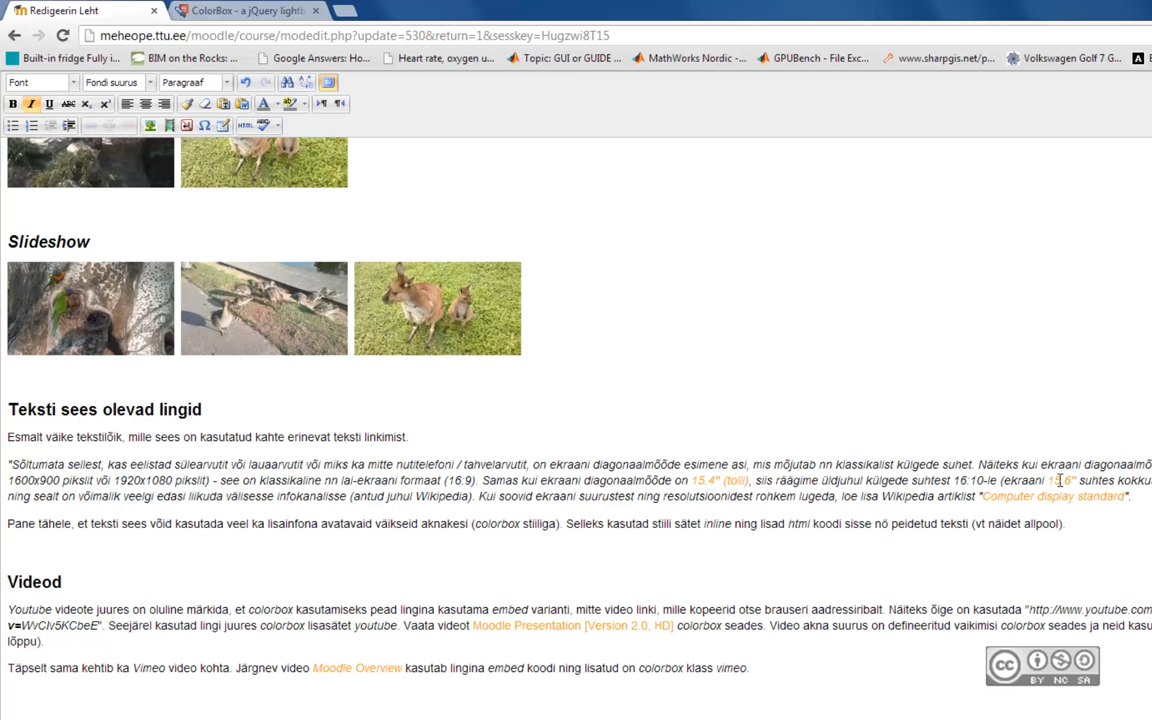 Redigeerin Leht
ColorBox - a jQuery lightb
meheope.ttu.ee/moodle/course/modedit.php?update=530&return=1&sesskey=Hugzwi8T15
Built-in fridge Fully i... BIM on the Rocks: ... Google Answers: Ho... Heart rate, oxygen u... Topic: GUI or GUIDE ... MathWorks Nordic -... GPUBench - File Exc... www.sharpgis.net/p... Volkswagen Golf 7 G... A
Font Fondi suurus Paragraaf
B I U ABC X₂ X² A ab
HTML ABC
Slideshow
Teksti sees olevad lingid
Esmalt väike tekstilõik, mille sees on kasutatud kahte erinevat teksti linkimist.
"Sõltumata sellest, kas eelistad sülearvutit või lauaarvutit või miks ka mitte nutitelefoni / tahvelarvutit, on ekraani diagonaalmõõde esimene asi, mis mõjutab nn klassikalist külgede suhet. Näiteks kui ekraani diagonaalmõ
1600x900 pikslit või 1920x1080 pikslit) - see on klassikaline nn lai-ekraani formaat (16:9). Samas kui ekraani diagonaalmõõde on 15.4" (tolli), siis räägime üldjuhul külgede suhtest 16:10-le (ekraani 15.6" suhtes kokku
ning sealt on võimalik veelgi edasi liikuda välisesse infokanalisse (antud juhul Wikipedia). Kui soovid ekraani suurustest ning resolutsioonidest rohkem lugeda, loe lisa Wikipedia artiklist "Computer display standard".
Pane tähele, et teksti sees võid kasutada veel ka lisainfona avatavaid väikseid aknakesi (colorbox stiiliga). Selleks kasutad stiili sätet inline ning lisad html koodi sisse nö peidetud teksti (vt näidet allpool).
Videod
Youtube videote juures on oluline märkida, et colorbox kasutamiseks pead lingina kasutama embed varianti, mitte video linki, mille kopeerid otse brauseri aadressiribalt. Näiteks õige on kasutada "http://www.youtube.com
v=WvCIv5KCbeE". Seejärel kasutad lingi juures colorbox lisasätet youtube. Vaata videot Moodle Presentation [Version 2.0, HD] colorbox seades. Video akna suurus on defineeritud vaikimisi colorbox seades ja neid kasu
lõppu).
Täpselt sama kehtib ka Vimeo video kohta. Järgnev video Moodle Overview kasutab lingina embed koodi ning lisatud on colorbox klass vimeo.
cc BY NC SA